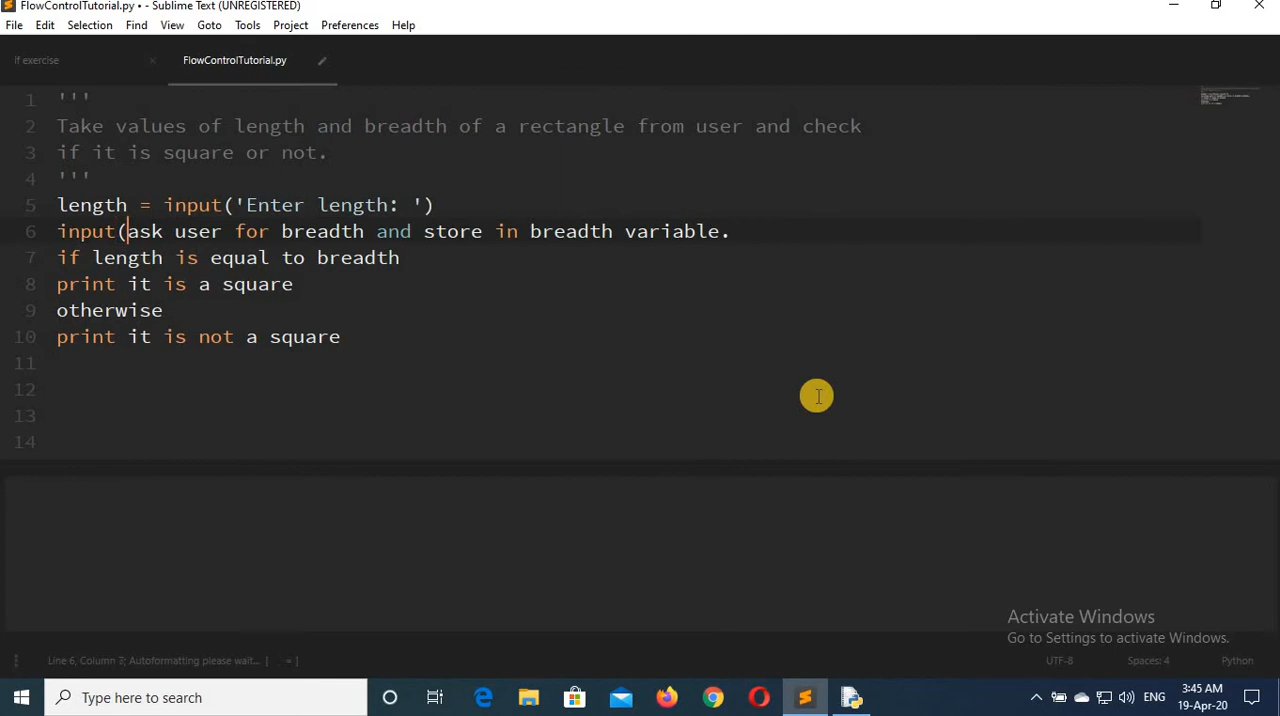 FlowControlTutorial.py • - Sublime Text (UNREGISTERED)
File Edit Selection Find View Goto Tools Project Preferences Help
If exercise FlowControlTutorial.py
1 '''
2 Take values of length and breadth of a rectangle from user and check
3 if it is square or not.
4 '''
5 length = input('Enter length: ')
6 input(ask user for breadth and store in breadth variable.
7 if length is equal to breadth
8 print it is a square
9 otherwise
10 print it is not a square
11
12
13
14
Activate Windows
Go to Settings to activate Windows.
Line 6, Column 7; Autoformatting please wait... [ = ] UTF-8 Spaces: 4 Python
Type here to search ENG 3:45 AM
19-Apr-20